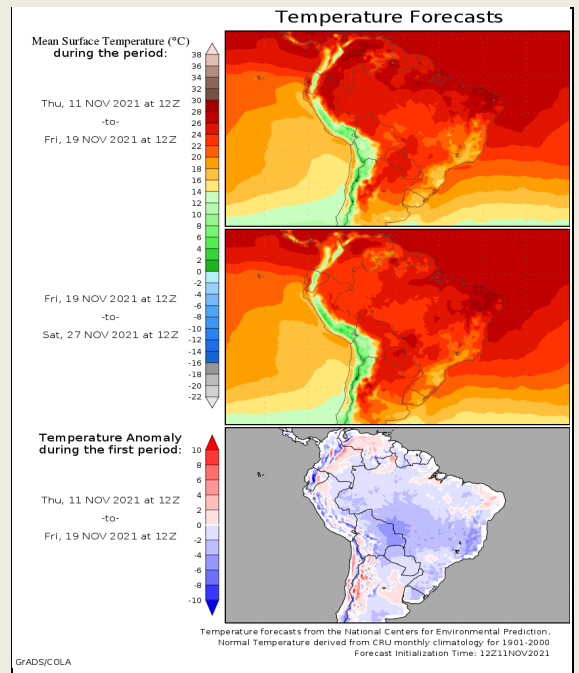 Temperature Forecasts
Mean Surface Temperature (°C)
during the period:
Thu, 11 NOV 2021 at 12Z
-to-
Fri, 19 NOV 2021 at 12Z
38
36
34
32
30
28
26
24
22
20
18
16
14
12
10
8
6
4
2
0
-2
-4
-6
-8
-10
-12
-14
-16
-18
-20
-22
Fri, 19 NOV 2021 at 12Z
-to-
Sat, 27 NOV 2021 at 12Z
Temperature Anomaly
during the first period:
Thu, 11 NOV 2021 at 12Z
-to-
Fri, 19 NOV 2021 at 12Z
10
8
6
4
2
0
-2
-4
-6
-8
-10
Temperature forecasts from the National Centers for Environmental Prediction.
Normal Temperature derived from CRU monthly climatology for 1901-2000
Forecast Initialization Time: 12Z11NOV2021
GrADS/COLA